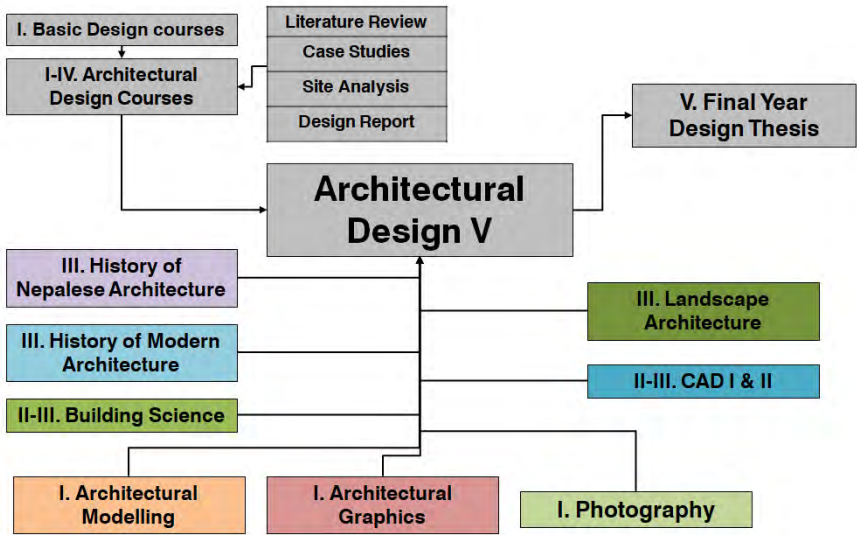 I. Basic Design courses
I-IV. Architectural
Design Courses
Literature Review
Case Studies
Site Analysis
Design Report
V. Final Year
Design Thesis
Architectural
Design V
III. History of
Nepalese Architecture
III. History of Modern
Architecture
II-III. Building Science
III. Landscape
Architecture
II-III. CAD I & II
I. Architectural
Modelling
I. Architectural
Graphics
I. Photography